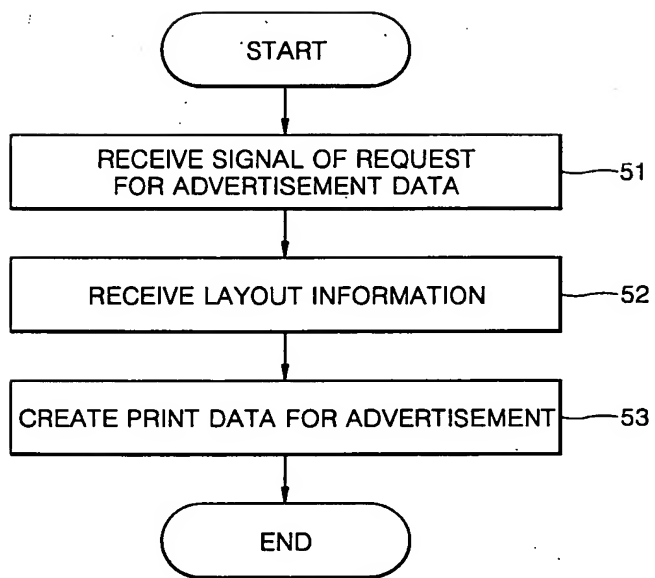 START
RECEIVE SIGNAL OF REQUEST
FOR ADVERTISEMENT DATA
51
RECEIVE LAYOUT INFORMATION
52
CREATE PRINT DATA FOR ADVERTISEMENT
53
END